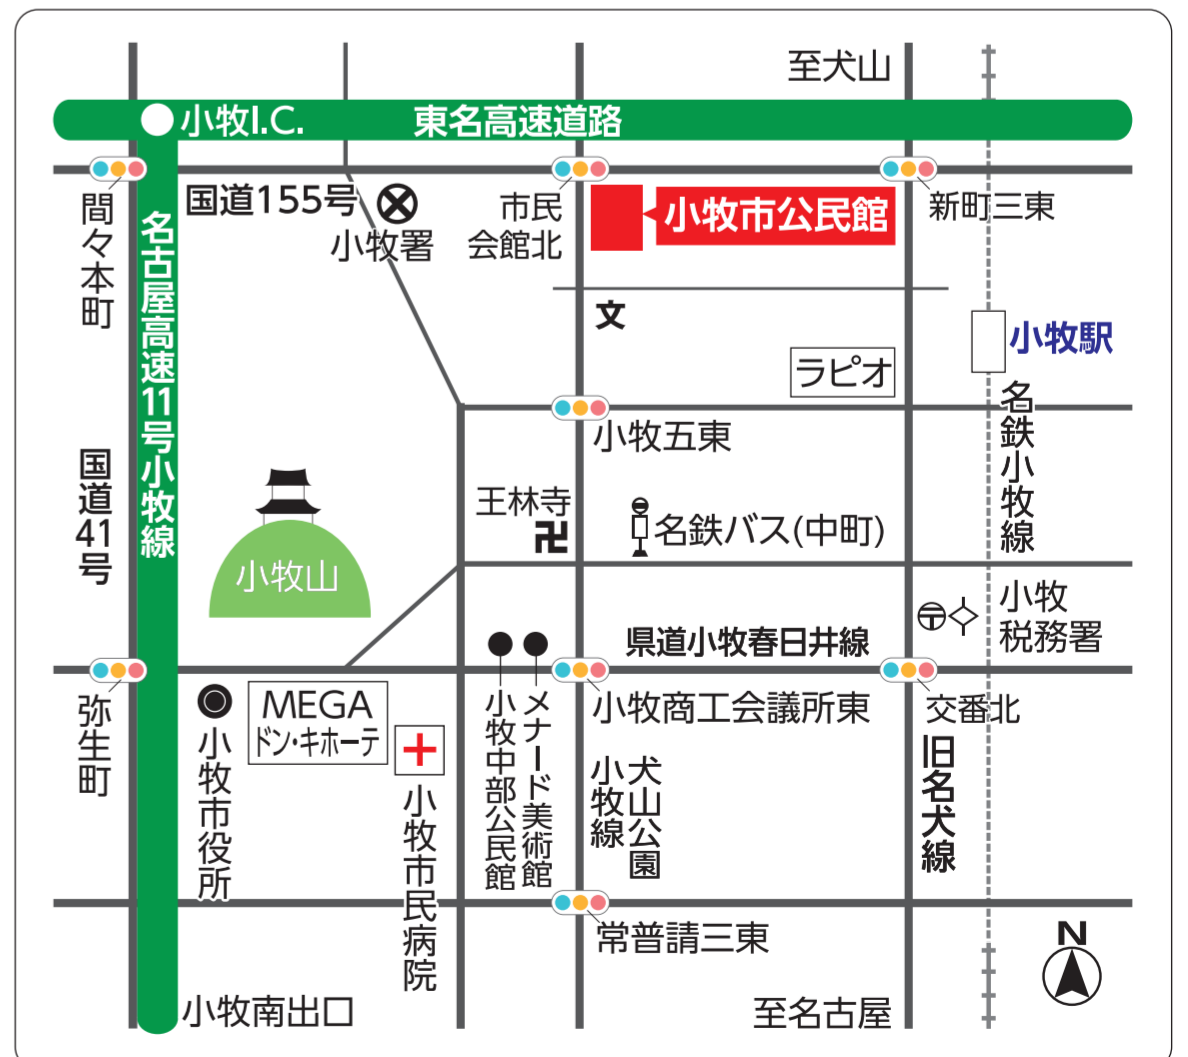 至犬山
小牧I.C.
東名高速道路
国道155号
小牧署
市民
会館北
小牧市公民館
新町三東
間々本町
名古屋高速11号小牧線
文
小牧駅
ラピオ
名鉄小牧線
小牧五東
国道41号
王林寺
卍
名鉄バス(中町)
小牧山
小牧
税務署
県道小牧春日井線
弥生町
小牧市役所
MEGA
ドン・キホーテ
小牧市民病院
小牧中部公民館
メナード美術館
小牧商工会議所東
犬山公園
小牧線
交番北
旧名犬線
常普請三東
N
小牧南出口
至名古屋